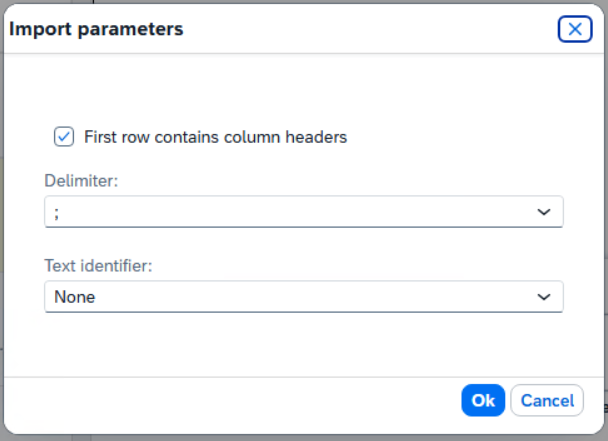 Import parameters
First row contains column headers
Delimiter:
;
Text identifier:
None
Ok
Cancel